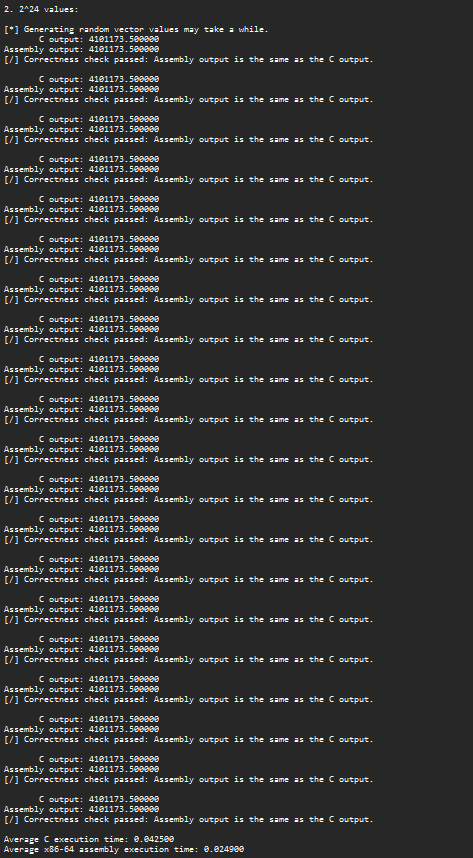 2. 2^24 values:
[*] Generating random vector values may take a while.
C output: 4101173.500000
Assembly output: 4101173.500000
[/] Correctness check passed: Assembly output is the same as the C output.
C output: 4101173.500000
Assembly output: 4101173.500000
[/] Correctness check passed: Assembly output is the same as the C output.
C output: 4101173.500000
Assembly output: 4101173.500000
[/] Correctness check passed: Assembly output is the same as the C output.
C output: 4101173.500000
Assembly output: 4101173.500000
[/] Correctness check passed: Assembly output is the same as the C output.
C output: 4101173.500000
Assembly output: 4101173.500000
[/] Correctness check passed: Assembly output is the same as the C output.
C output: 4101173.500000
Assembly output: 4101173.500000
[/] Correctness check passed: Assembly output is the same as the C output.
C output: 4101173.500000
Assembly output: 4101173.500000
[/] Correctness check passed: Assembly output is the same as the C output.
C output: 4101173.500000
Assembly output: 4101173.500000
[/] Correctness check passed: Assembly output is the same as the C output.
C output: 4101173.500000
Assembly output: 4101173.500000
[/] Correctness check passed: Assembly output is the same as the C output.
C output: 4101173.500000
Assembly output: 4101173.500000
[/] Correctness check passed: Assembly output is the same as the C output.
C output: 4101173.500000
Assembly output: 4101173.500000
[/] Correctness check passed: Assembly output is the same as the C output.
C output: 4101173.500000
Assembly output: 4101173.500000
[/] Correctness check passed: Assembly output is the same as the C output.
C output: 4101173.500000
Assembly output: 4101173.500000
[/] Correctness check passed: Assembly output is the same as the C output.
C output: 4101173.500000
Assembly output: 4101173.500000
[/] Correctness check passed: Assembly output is the same as the C output.
C output: 4101173.500000
Assembly output: 4101173.500000
[/] Correctness check passed: Assembly output is the same as the C output.
C output: 4101173.500000
Assembly output: 4101173.500000
[/] Correctness check passed: Assembly output is the same as the C output.
C output: 4101173.500000
Assembly output: 4101173.500000
[/] Correctness check passed: Assembly output is the same as the C output.
C output: 4101173.500000
Assembly output: 4101173.500000
[/] Correctness check passed: Assembly output is the same as the C output.
C output: 4101173.500000
Assembly output: 4101173.500000
[/] Correctness check passed: Assembly output is the same as the C output.
C output: 4101173.500000
Assembly output: 4101173.500000
[/] Correctness check passed: Assembly output is the same as the C output.
Average C execution time: 0.042500
Average x86-64 assembly execution time: 0.024900